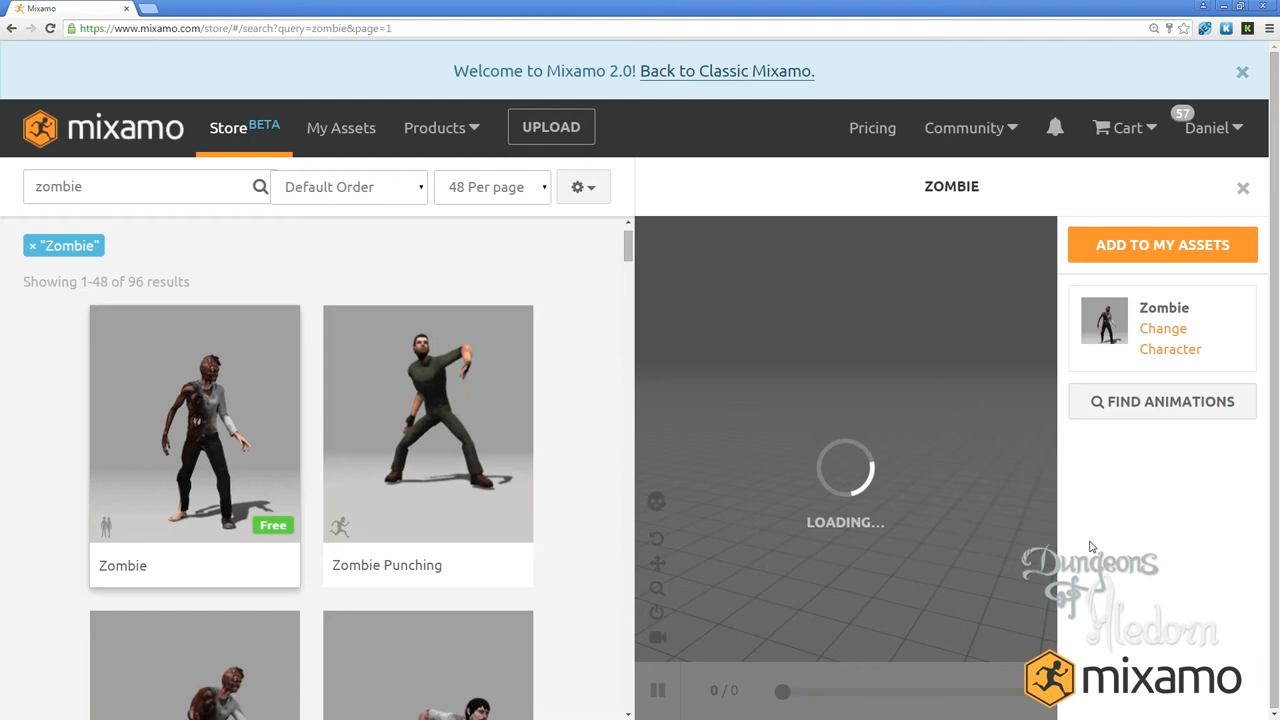 Mixamo
https://www.mixamo.com/store/#/search?query=zombie&page=1
Welcome to Mixamo 2.0! Back to Classic Mixamo.
mixamo
Store BETA
My Assets
Products
UPLOAD
Pricing
Community
Cart
57
Daniel
zombie
Default Order
48 Per page
ZOMBIE
× "Zombie"
Showing 1-48 of 96 results
Free
Zombie
Zombie Punching
LOADING...
0 / 0
ADD TO MY ASSETS
Zombie
Change
Character
FIND ANIMATIONS
Dungeons
of
Aledorn
mixamo